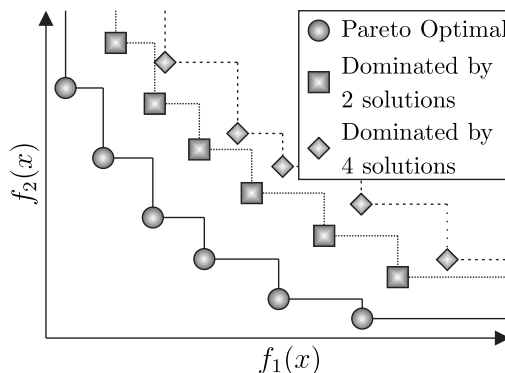 Pareto Optimal
Dominated by
2 solutions
Dominated by
4 solutions
f₂(x)
f₁(x)